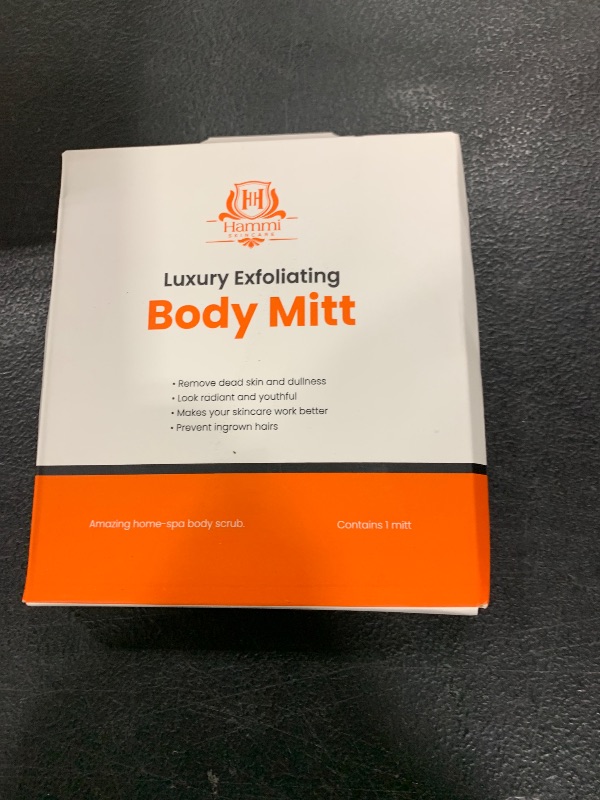 HH
Hammi
SKINCARE
Luxury Exfoliating
Body Mitt
• Remove dead skin and dullness
• Look radiant and youthful
• Makes your skincare work better
• Prevent ingrown hairs
Amazing home-spa body scrub.
Contains 1 mitt